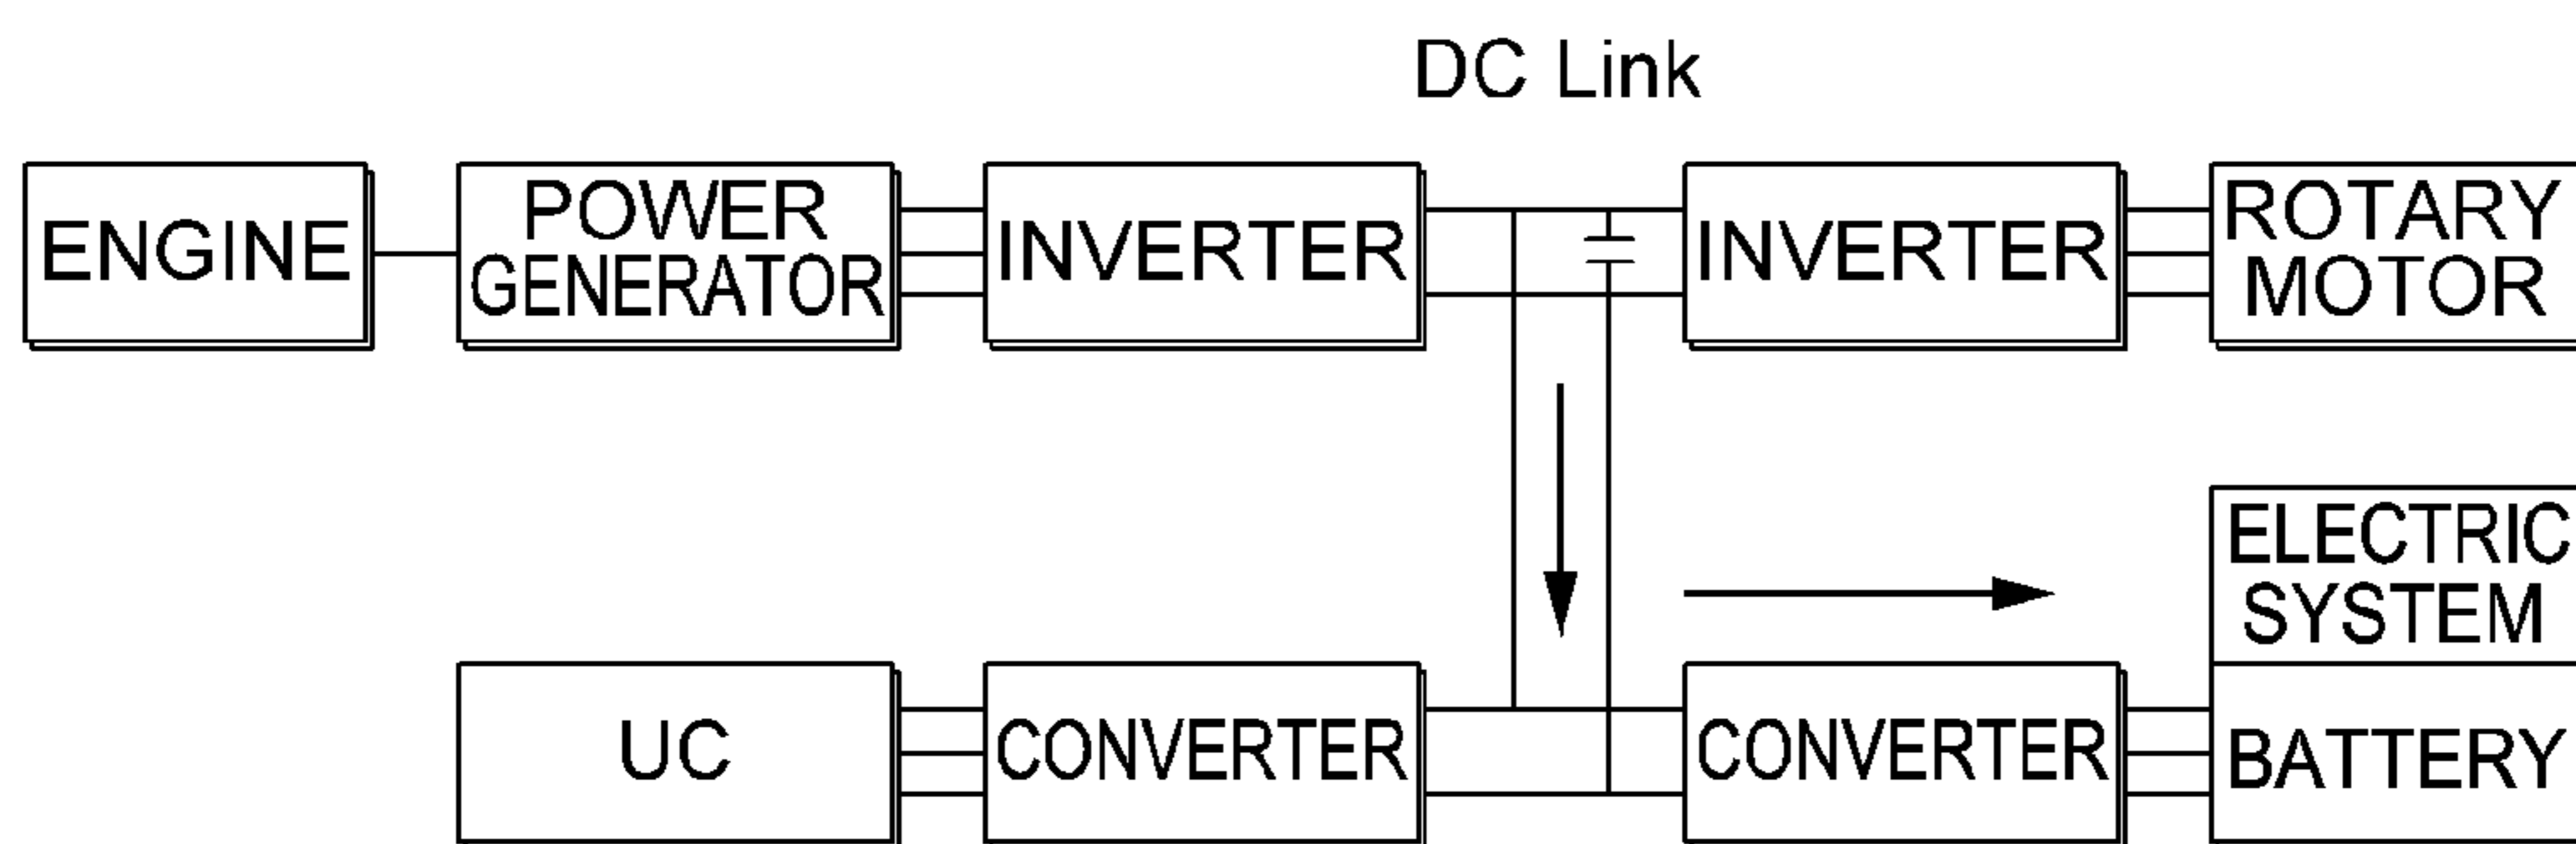 DC Link
ENGINE
POWER
GENERATOR
INVERTER
INVERTER
ROTARY
MOTOR
ELECTRIC
SYSTEM
UC
CONVERTER
CONVERTER
BATTERY